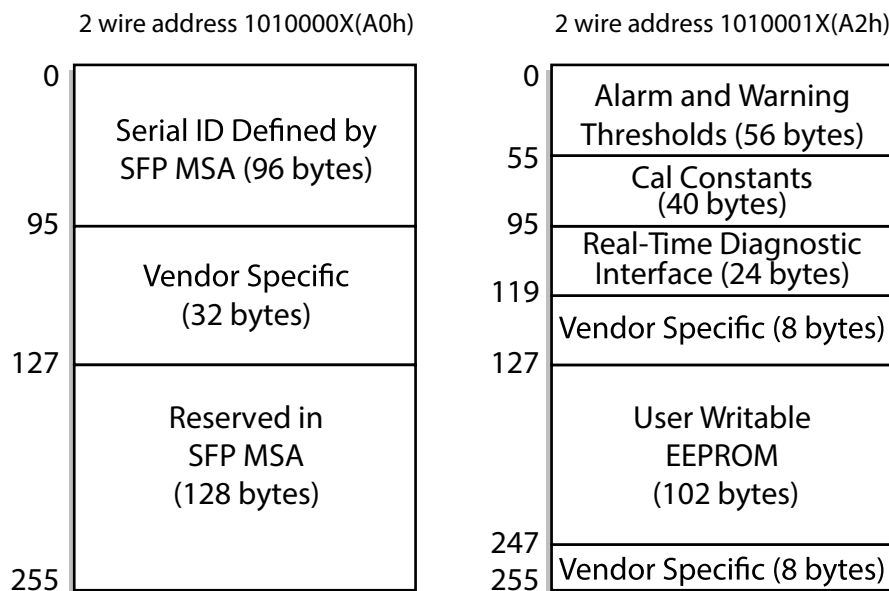 2 wire address 1010000X(A0h)
0
Serial ID Defined by
SFP MSA (96 bytes)
95
Vendor Specific
(32 bytes)
127
Reserved in
SFP MSA
(128 bytes)
255
2 wire address 1010001X(A2h)
0
Alarm and Warning
Thresholds (56 bytes)
55
Cal Constants
(40 bytes)
95
Real-Time Diagnostic
Interface (24 bytes)
119
Vendor Specific (8 bytes)
127
User Writable
EEPROM
(102 bytes)
247
Vendor Specific (8 bytes)
255